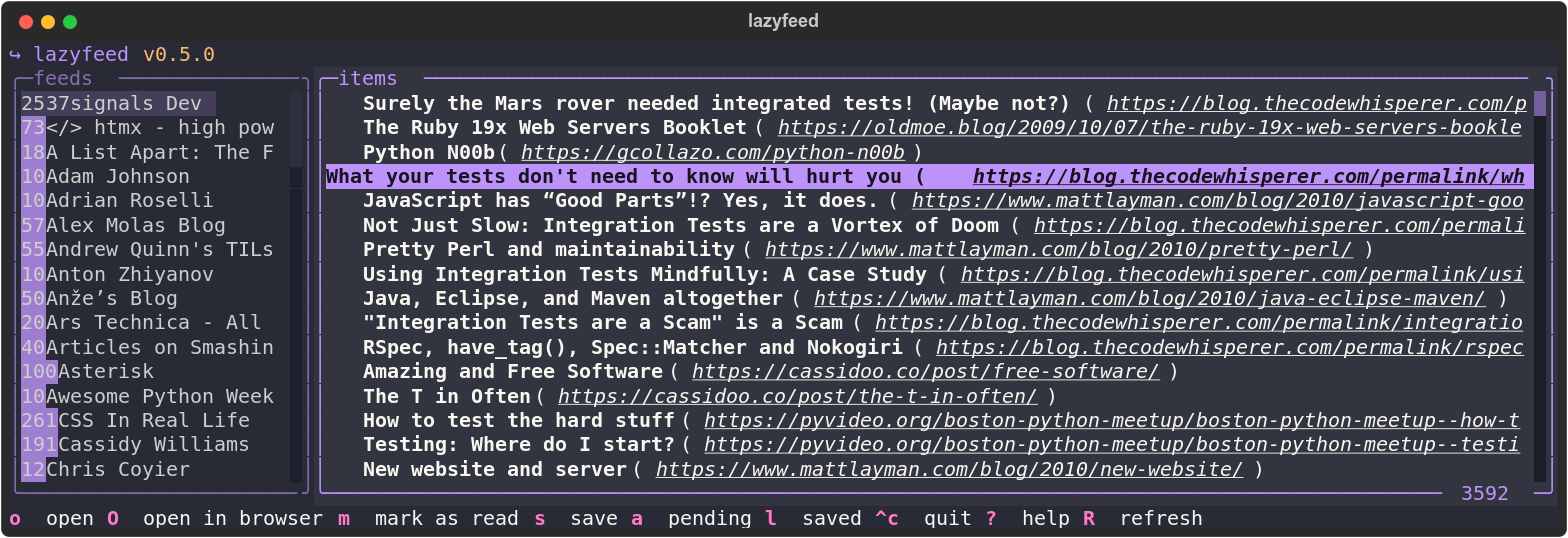 lazyfeed
↪ lazyfeed v0.5.0
feeds
2537signals Dev
73</> htmx - high pow
18A List Apart: The F
10Adam Johnson
10Adrian Roselli
57Alex Molas Blog
55Andrew Quinn's TILs
10Anton Zhiyanov
50Anže’s Blog
20Ars Technica - All
40Articles on Smashin
100Asterisk
10Awesome Python Week
261CSS In Real Life
191Cassidy Williams
12Chris Coyier
items
Surely the Mars rover needed integrated tests! (Maybe not?) ( https://blog.thecodewhisperer.com/p
The Ruby 19x Web Servers Booklet ( https://oldmoe.blog/2009/10/07/the-ruby-19x-web-servers-bookle
Python N00b ( https://gcollazo.com/python-n00b )
What your tests don't need to know will hurt you ( https://blog.thecodewhisperer.com/permalink/wh
JavaScript has “Good Parts”!? Yes, it does. ( https://www.mattlayman.com/blog/2010/javascript-goo
Not Just Slow: Integration Tests are a Vortex of Doom ( https://blog.thecodewhisperer.com/permali
Pretty Perl and maintainability ( https://www.mattlayman.com/blog/2010/pretty-perl/ )
Using Integration Tests Mindfully: A Case Study ( https://blog.thecodewhisperer.com/permalink/usi
Java, Eclipse, and Maven altogether ( https://www.mattlayman.com/blog/2010/java-eclipse-maven/ )
"Integration Tests are a Scam" is a Scam ( https://blog.thecodewhisperer.com/permalink/integratio
RSpec, have_tag(), Spec::Matcher and Nokogiri ( https://blog.thecodewhisperer.com/permalink/rspec
Amazing and Free Software ( https://cassidoo.co/post/free-software/ )
The T in Often ( https://cassidoo.co/post/the-t-in-often/ )
How to test the hard stuff ( https://pyvideo.org/boston-python-meetup/boston-python-meetup--how-t
Testing: Where do I start? ( https://pyvideo.org/boston-python-meetup/boston-python-meetup--testi
New website and server ( https://www.mattlayman.com/blog/2010/new-website/ )
3592
o open O open in browser m mark as read s save a pending l saved ^c quit ? help R refresh